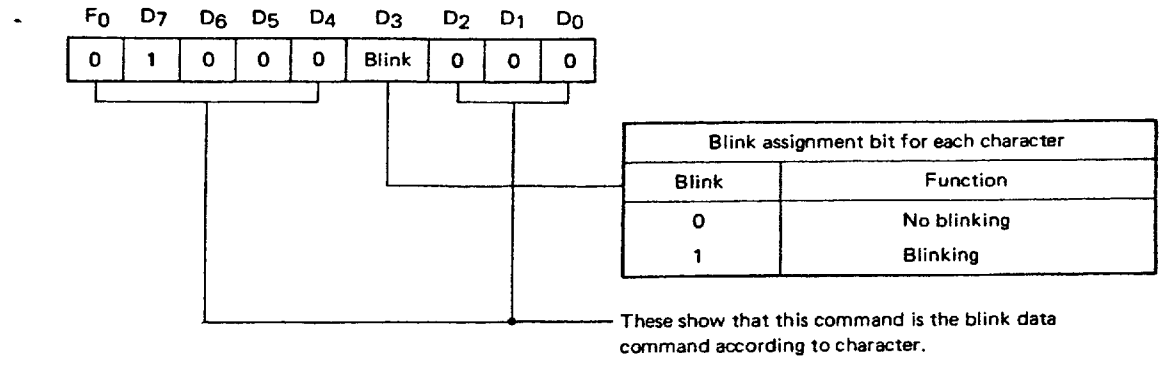 F0 D7 D6 D5 D4 D3 D2 D1 D0
0 1 0 0 0 Blink 0 0 0
Blink assignment bit for each character
Blink Function
0 No blinking
1 Blinking
These show that this command is the blink data
command according to character.